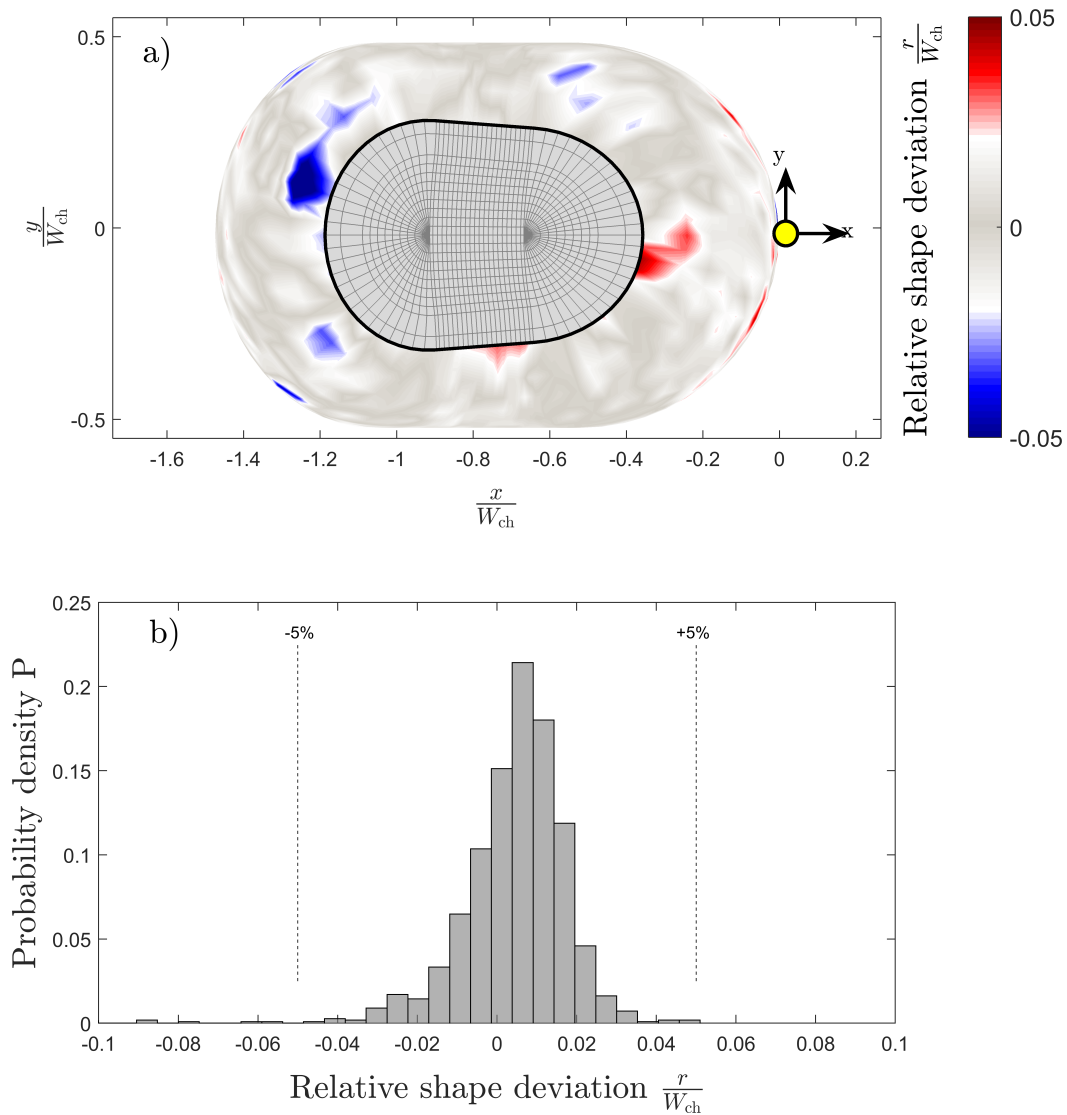 a)
0.5
0
-0.5
y/W_ch
-1.6 -1.4 -1.2 -1 -0.8 -0.6 -0.4 -0.2 0 0.2
x/W_ch
y
x
Relative shape deviation r/W_ch
0.05
0
-0.05
b)
-5%
+5%
0.25
0.2
0.15
0.1
0.05
0
Probability density P
-0.1 -0.08 -0.06 -0.04 -0.02 0 0.02 0.04 0.06 0.08 0.1
Relative shape deviation r/W_ch